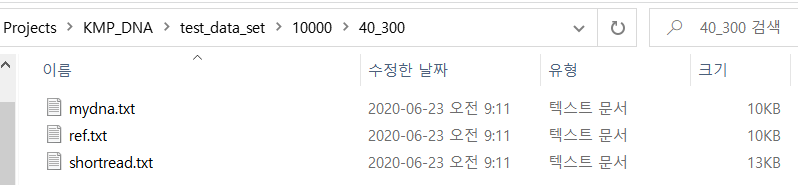 Projects > KMP_DNA > test_data_set > 10000 > 40_300 40_300 검색
이름 수정한 날짜 유형 크기
mydna.txt 2020-06-23 오전 9:11 텍스트 문서 10KB
ref.txt 2020-06-23 오전 9:11 텍스트 문서 10KB
shortread.txt 2020-06-23 오전 9:11 텍스트 문서 13KB